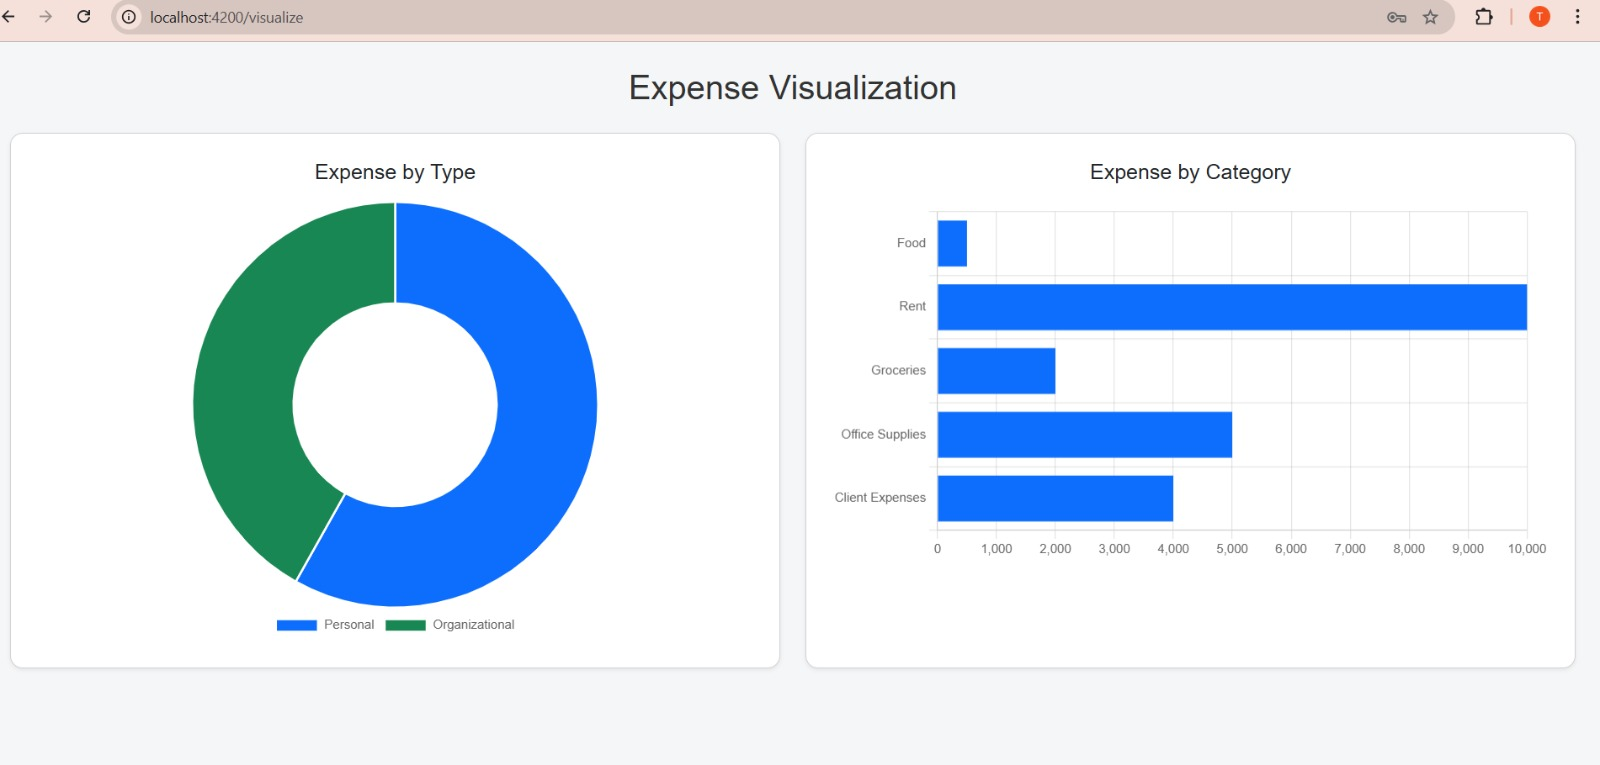 localhost:4200/visualize
T
Expense Visualization
Expense by Type
Personal Organizational
Expense by Category
Food
Rent
Groceries
Office Supplies
Client Expenses
0 1,000 2,000 3,000 4,000 5,000 6,000 7,000 8,000 9,000 10,000